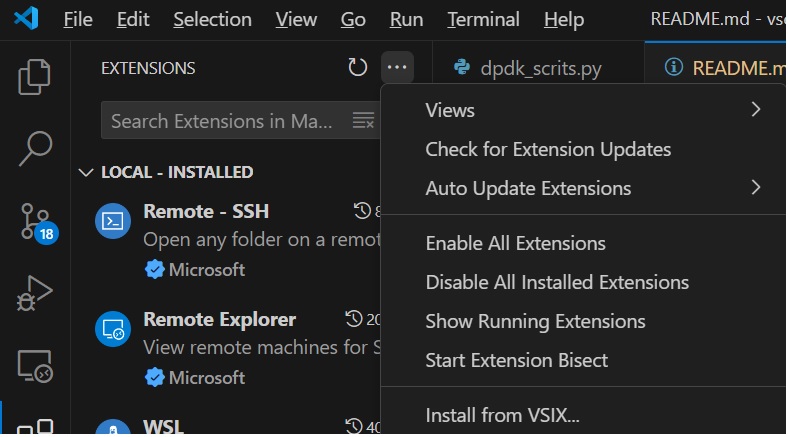 File Edit Selection View Go Run Terminal Help README.md - vs
EXTENSIONS ...
dpdk_scrits.py
README.m
Search Extensions in Ma...
LOCAL - INSTALLED
18
Remote - SSH 8
Open any folder on a remot
Microsoft
Remote Explorer 20
View remote machines for S
Microsoft
WSL 40
Views
Check for Extension Updates
Auto Update Extensions
Enable All Extensions
Disable All Installed Extensions
Show Running Extensions
Start Extension Bisect
Install from VSIX...